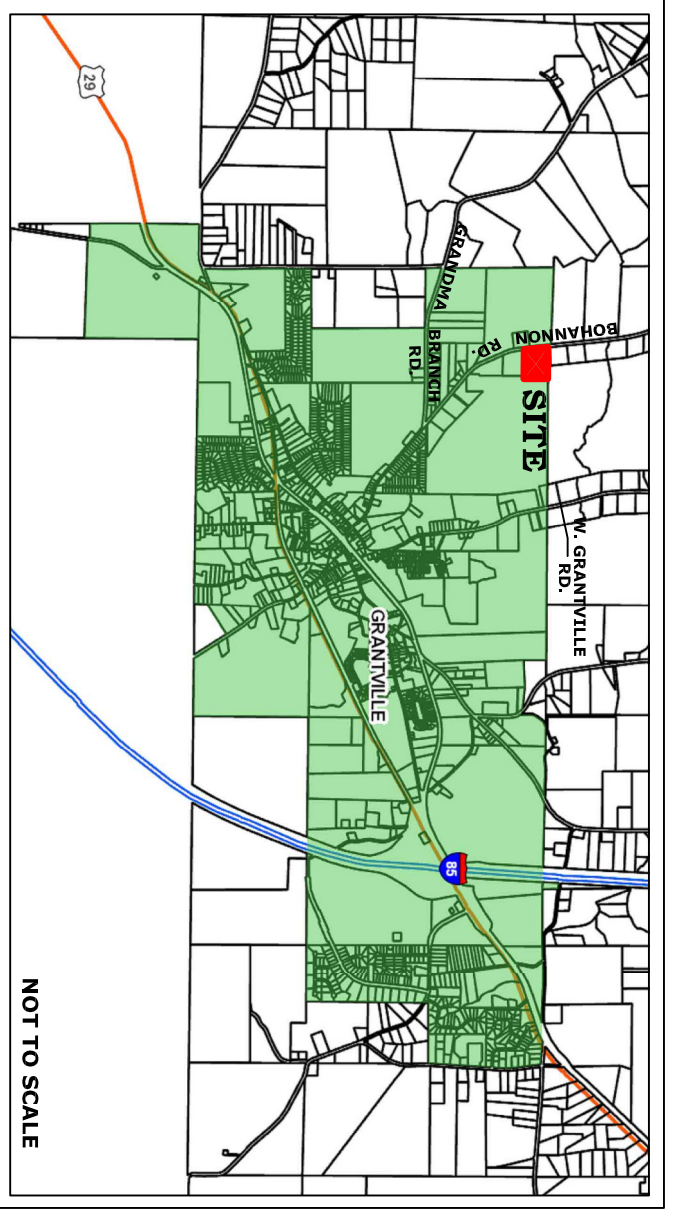 29
GRANDMA
BRANCH
RD.
BOHANNON
RD.
SITE
W. GRANTVILLE
RD.
GRANTVILLE
85
NOT TO SCALE